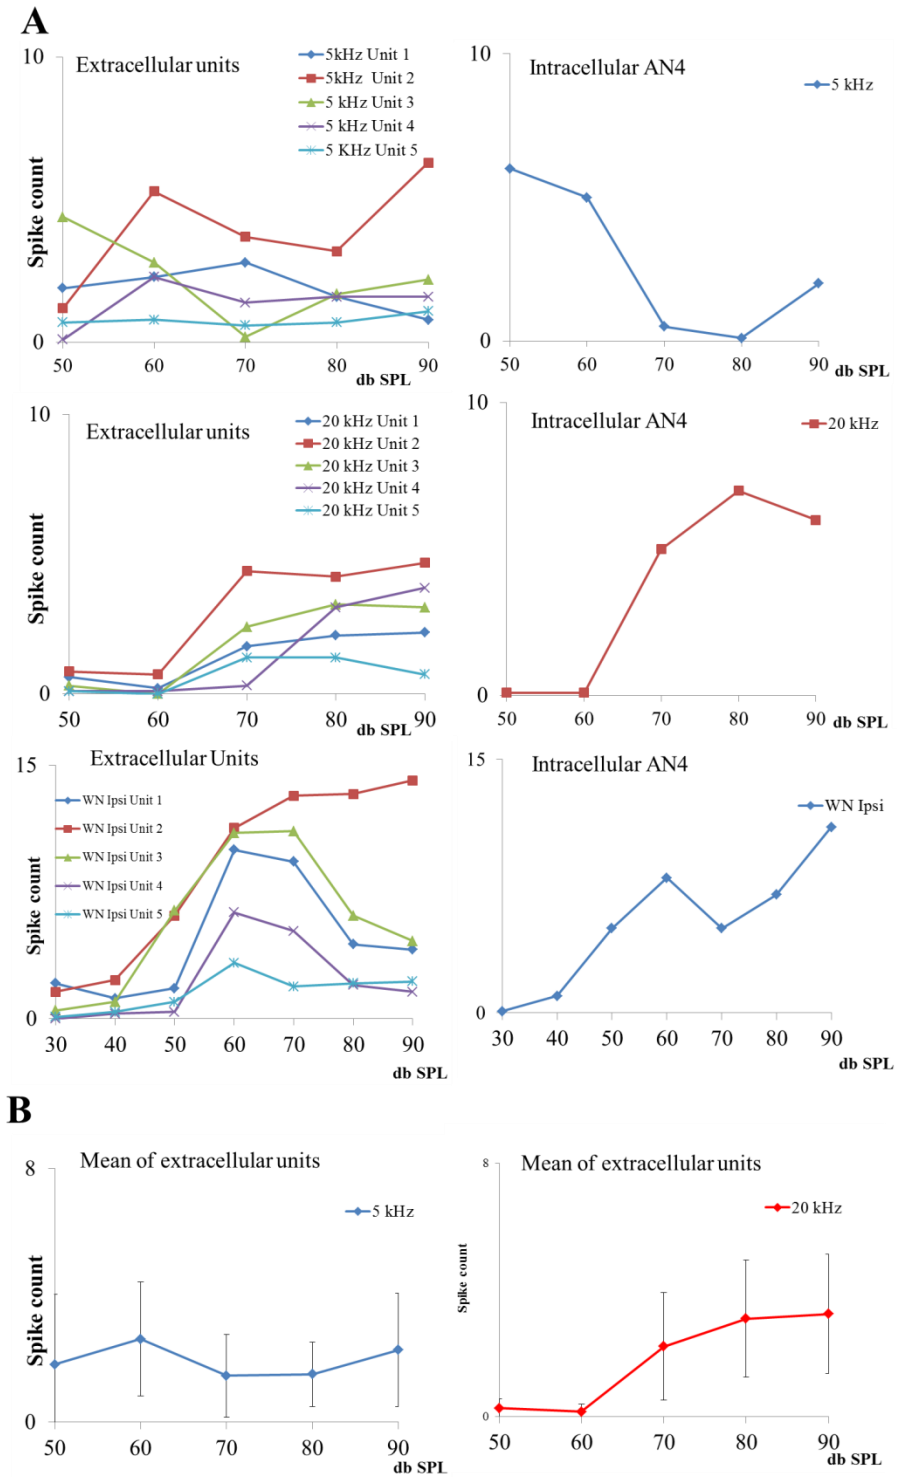 A
10
Extracellular units
5kHz Unit 1
5kHz Unit 2
5 kHz Unit 3
5 kHz Unit 4
5 KHz Unit 5
Spike count
0
50 60 70 80 90
db SPL
10
Intracellular AN4
5 kHz
0
50 60 70 80 90
db SPL
10
Extracellular units
20 kHz Unit 1
20 kHz Unit 2
20 kHz Unit 3
20 kHz Unit 4
20 kHz Unit 5
Spike count
0
50 60 70 80 90
10
Intracellular AN4
20 kHz
0
50 60 70 80 90
Extracellular Units
15
WN Ipsi Unit 1
WN Ipsi Unit 2
WN Ipsi Unit 3
WN Ipsi Unit 4
WN Ipsi Unit 5
Spike count
0
30 40 50 60 70 80 90
db SPL
15
Intracellular AN4
WN Ipsi
0
30 40 50 60 70 80 90
db SPL
B
Mean of extracellular units
8
5 kHz
Spike count
0
50 60 70 80 90
db SPL
8
Mean of extracellular units
20 kHz
Spike count
0
50 60 70 80 90
db SPL